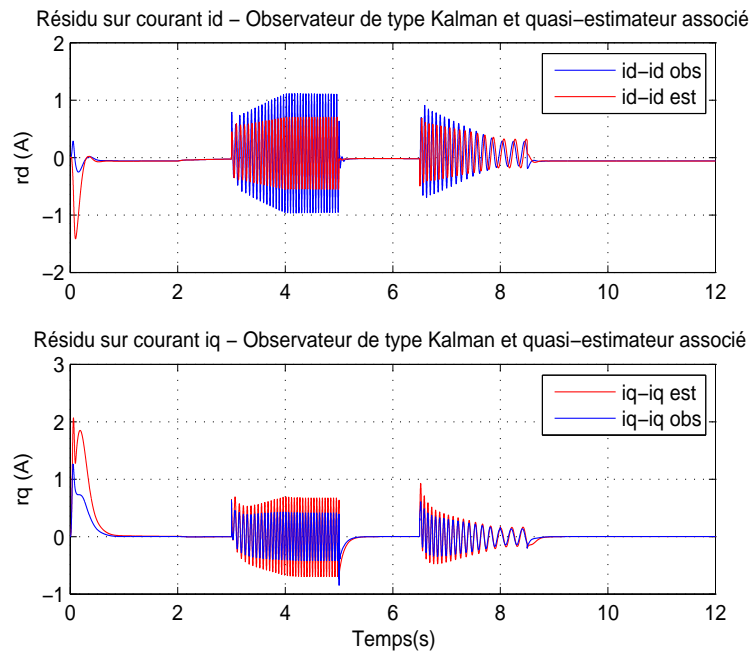 Résidu sur courant id − Observateur de type Kalman et quasi−estimateur associé
2
1
0
−1
−2
rd (A)
id−id obs
id−id est
0 2 4 6 8 10 12
Résidu sur courant iq − Observateur de type Kalman et quasi−estimateur associé
3
2
1
0
−1
rq (A)
iq−iq est
iq−iq obs
0 2 4 6 8 10 12
Temps(s)